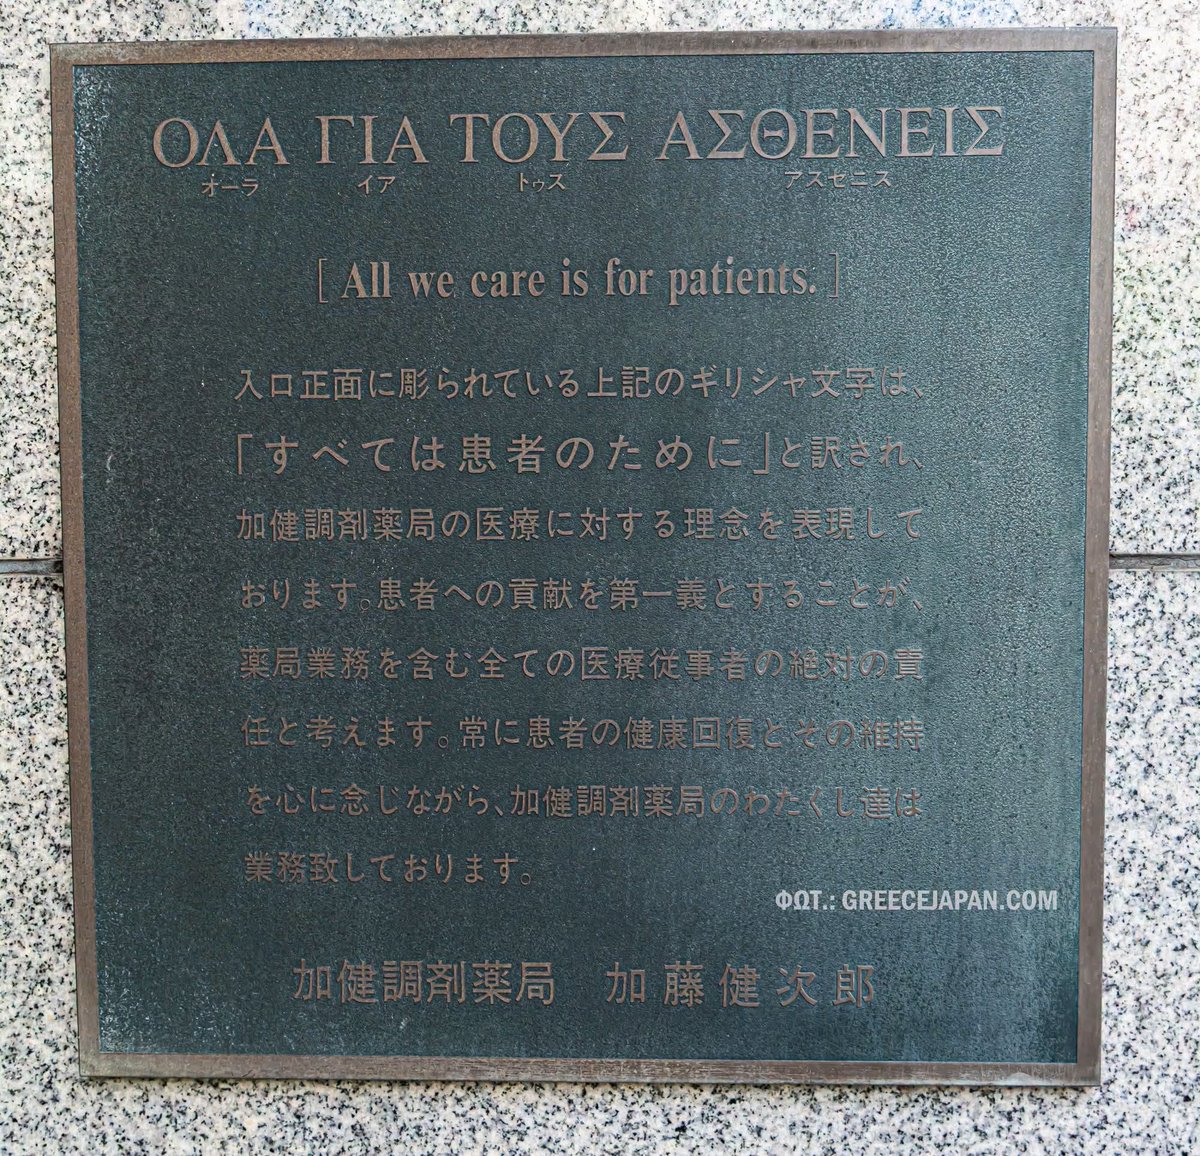 ΟΛΑ ΓΙΑ ΤΟΥΣ ΑΣΘΕΝΕΙΣ
オーラ イア トゥス アスセニス
[ All we care is for patients. ]
入口正面に彫られている上記のギリシャ文字は、
「すべては患者のために」と訳され、
加健調剤薬局の医療に対する理念を表現して
おります。患者への貢献を第一義とすることが、
薬局業務を含む全ての医療従事者の絶対の責
任と考えます。常に患者の健康回復とその維持
を心に念じながら、加健調剤薬局のわたくし達は
業務致しております。
ΦΩΤ.: GREECEJAPAN.COM
加健調剤薬局 加藤健次郎